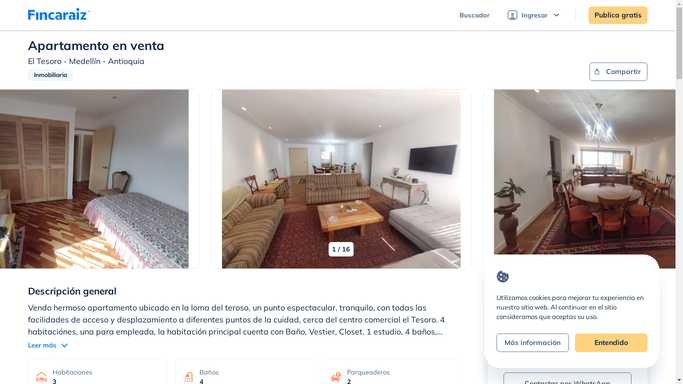 Fincaraiz
Buscador
Ingresar
Publica gratis
Apartamento en venta
El Tesoro - Medellín - Antioquia
Inmobiliaria
Compartir
1 / 16
Descripción general
Vendo hermoso apartamento ubicado en la loma del teroso, un punto espectacular, tranquilo, con todas las
facilidades de acceso y desplazamiento a diferentes puntos de la cuidad, cerca del centro comercial el Tesoro. 4
habitaciónes, una para empleada, la habitación principal cuenta con Baño, Vestier, Closet. 1 estudio, 4 baños,...
Leer más
Habitaciones
3
Baños
4
Parqueaderos
2
Utilizamos cookies para mejorar tu experiencia en
nuestro sitio web. Al continuar en el sitio
consideramos que aceptas su uso.
Más información
Entendido
Contactar por WhatsApp